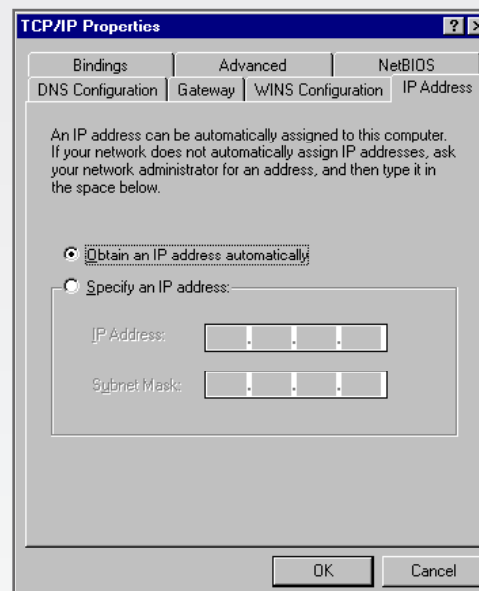 TCP/IP Properties
Bindings Advanced NetBIOS
DNS Configuration Gateway WINS Configuration IP Address
An IP address can be automatically assigned to this computer.
If your network does not automatically assign IP addresses, ask
your network administrator for an address, and then type it in
the space below.
Obtain an IP address automatically
Specify an IP address:
IP Address:
. . .
Subnet Mask:
. . .
OK Cancel